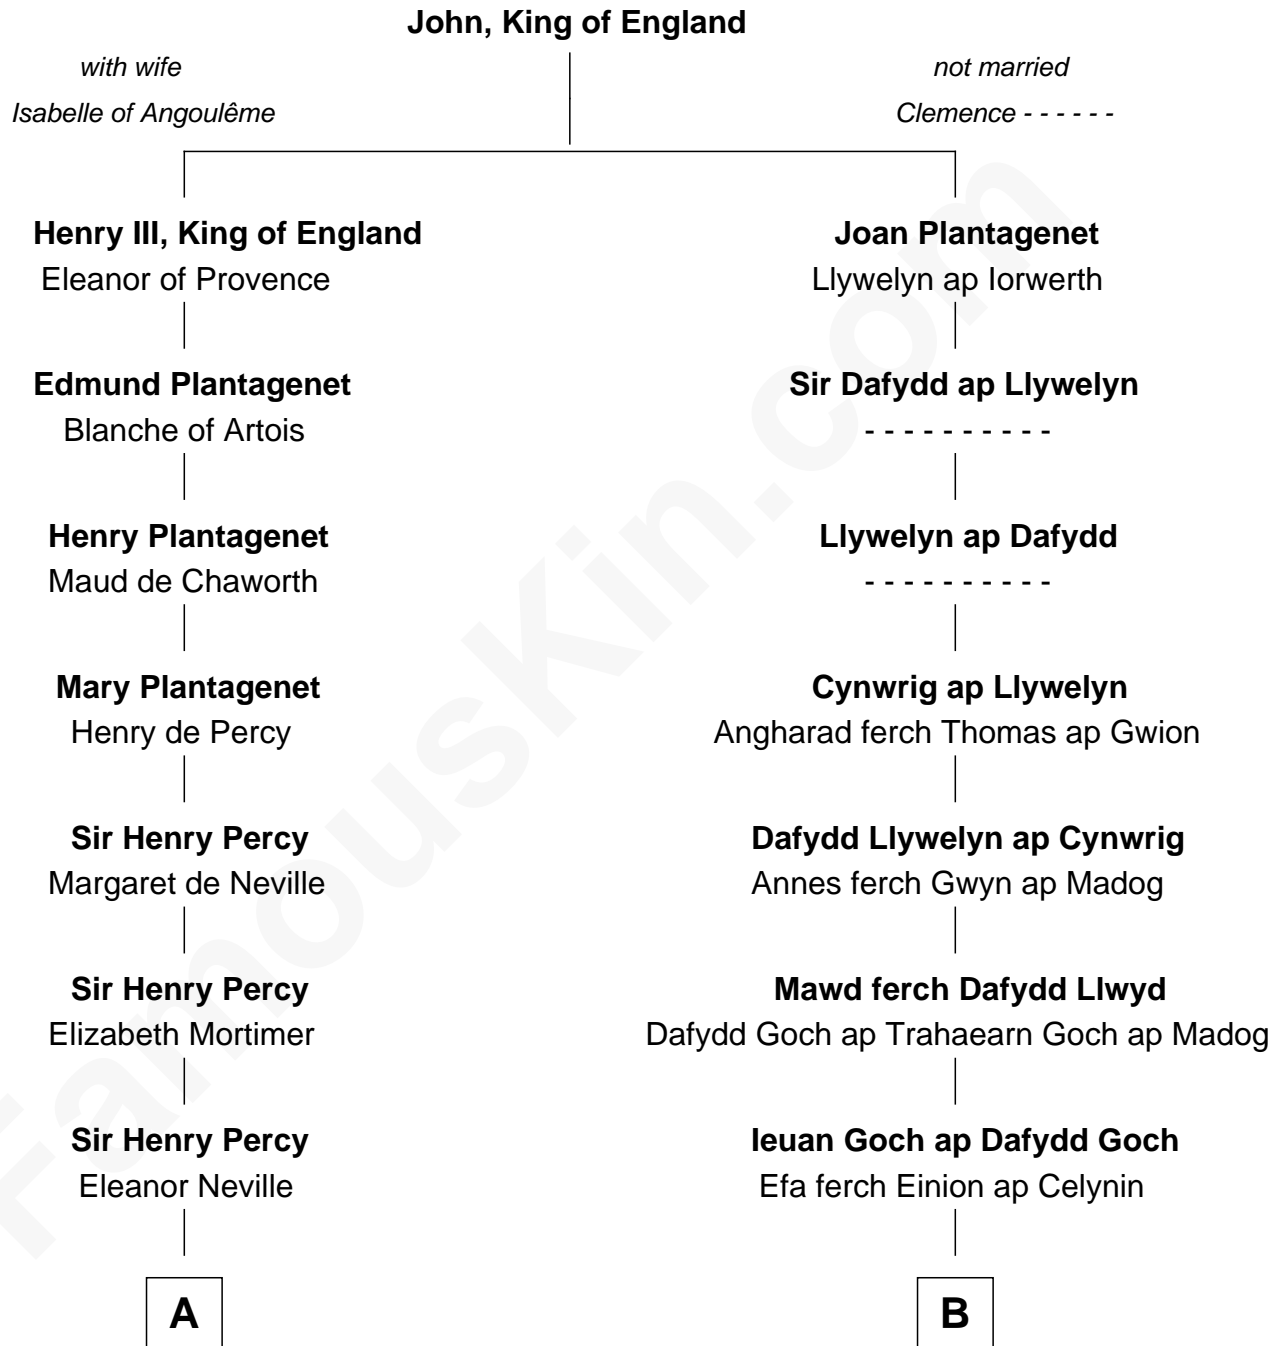 John, King of England
with wife
Isabelle of Angoulême
not married
Clemence - - - - - -
Henry III, King of England
Eleanor of Provence
Joan Plantagenet
Llywelyn ap Iorwerth
Edmund Plantagenet
Blanche of Artois
Sir Dafydd ap Llywelyn
- - - - - - - - - -
Henry Plantagenet
Maud de Chaworth
Llywelyn ap Dafydd
- - - - - - - - - -
Mary Plantagenet
Henry de Percy
Cynwrig ap Llywelyn
Angharad ferch Thomas ap Gwion
Sir Henry Percy
Margaret de Neville
Dafydd Llywelyn ap Cynwrig
Annes ferch Gwyn ap Madog
Sir Henry Percy
Elizabeth Mortimer
Mawd ferch Dafydd Llwyd
Dafydd Goch ap Trahaearn Goch ap Madog
Sir Henry Percy
Eleanor Neville
Ieuan Goch ap Dafydd Goch
Efa ferch Einion ap Celynin
A
B
FamousKin.com